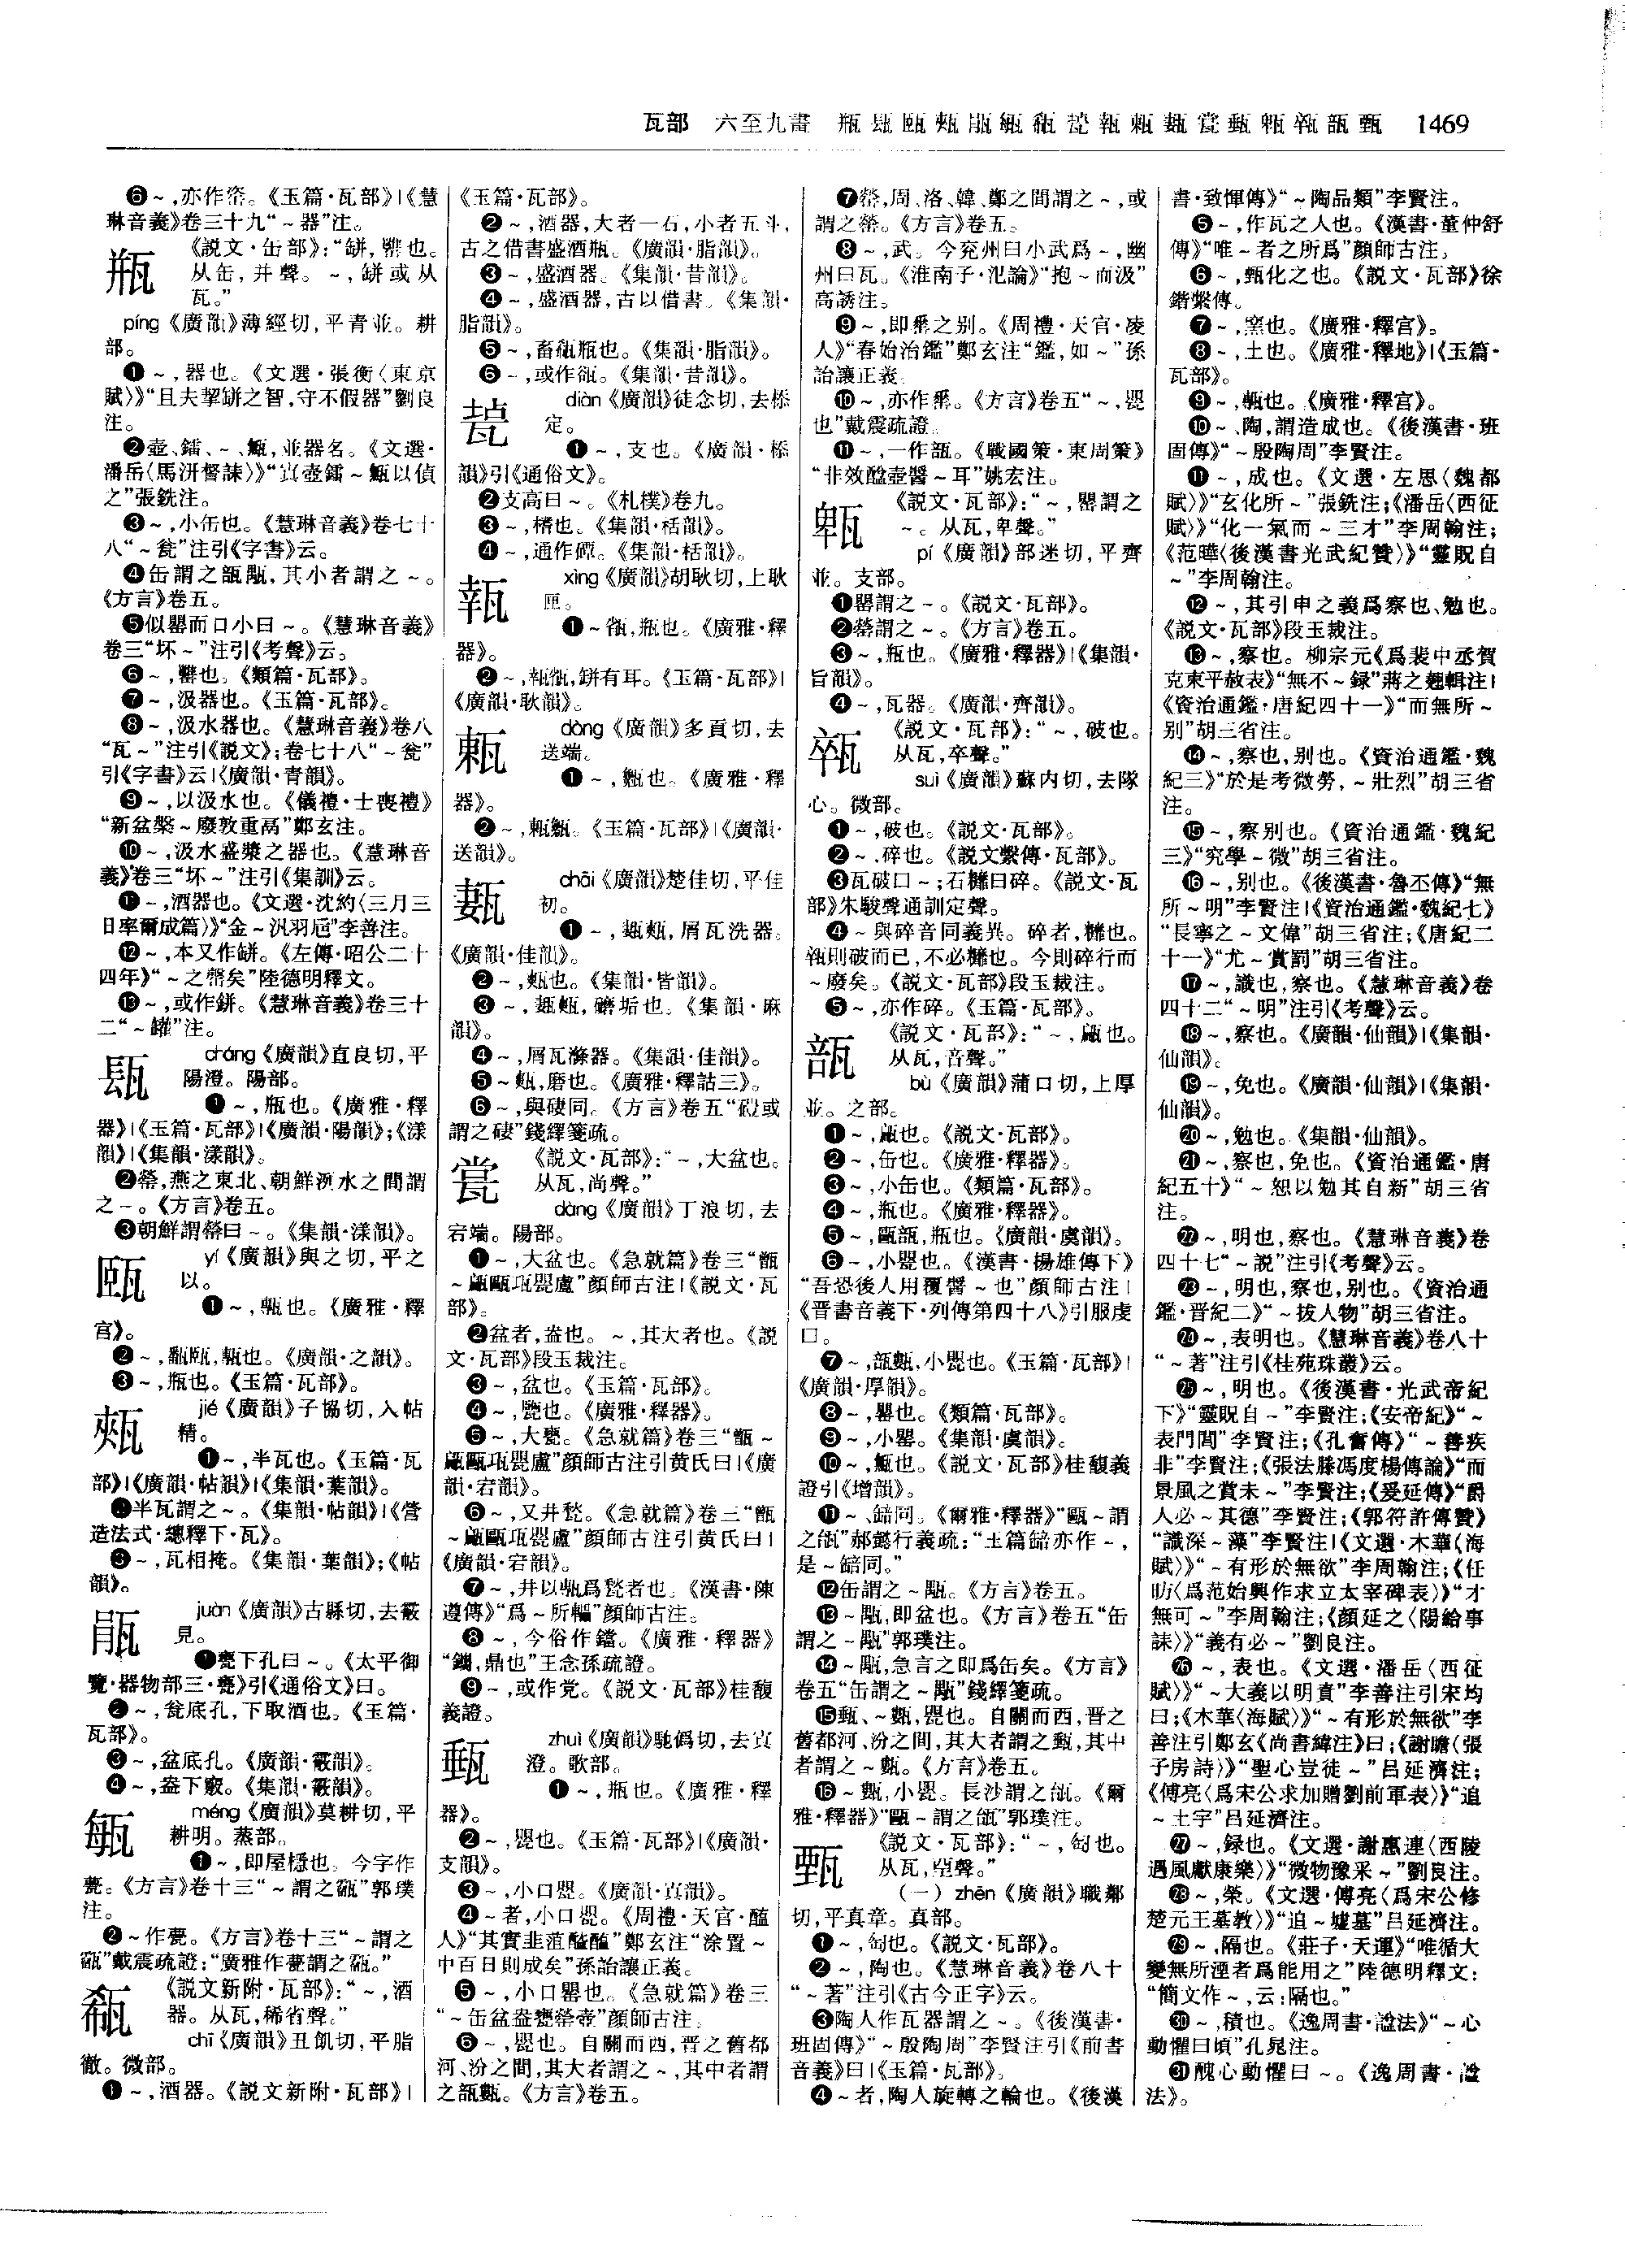 瓦部 六至九畫 1469
❻～,亦作㼛。《玉篇·瓦部》|《慧
琳音義》卷三十九“～器”注。
瓶
《説文·缶部》:“缾,罋也。
从缶,并聲。～,缾或从
瓦。”
píng《廣韻》薄經切,平青並。耕
部。
❶～,器也。《文選·張衡〈東京
賦〉》“且夫挈缾之智,守不假器”劉良
注。
❷壺、鐳、～、甒,並器名。《文選·
潘岳〈馬汧督誄〉》“寘壺鐳～甒以偵
之”張銑注。
❸～,小缶也。《慧琳音義》卷七十
八“～瓮”注引《字書》云。
❹缶謂之瓿㼶,其小者謂之～。
《方言》卷五。
❺似罌而口小曰～。《慧琳音義》
卷三“坏～”注引《考聲》云。
❻～,罋也。《類篇·瓦部》。
❼～,汲器也。《玉篇·瓦部》。
❽～,汲水器也。《慧琳音義》卷八
“瓦～”注引《説文》;卷七十八“～瓮”
引《字書》云|《廣韻·青韻》。
❾～,以汲水也。《儀禮·士喪禮》
“新盆槃～廢敦重鬲”鄭玄注。
❿～,汲水盛漿之器也。《慧琳音
義》卷三“坏～”注引《集訓》云。
⓫～,酒器也。《文選·沈約〈三月三
日率爾成篇〉》“金～汎羽巵”李善注。
⓬～,本又作缾。《左傳·昭公二十
四年》“～之罄矣”陸德明釋文。
⓭～,或作鉼。《慧琳音義》卷三十
二“～罐”注。
cháng《廣韻》直良切,平
陽澄。陽部。
❶～,瓶也。《廣雅·釋
器》|《玉篇·瓦部》|《廣韻·陽韻》;《漾
韻》|《集韻·漾韻》。
❷罃,燕之東北、朝鮮洌水之間謂
之～。《方言》卷五。
❸朝鮮謂罃曰～。《集韻·漾韻》。
yí《廣韻》與之切,平之
以。
❶～,甎也。《廣雅·釋
宫》。
❷～,㼾瓵,甎也。《廣韻·之韻》。
❸～,瓶也。《玉篇·瓦部》。
jié《廣韻》子協切,入帖
精。
❶～,半瓦也。《玉篇·瓦
部》|《廣韻·帖韻》|《集韻·葉韻》。
❷半瓦謂之～。《集韻·帖韻》|《營
造法式·總釋下·瓦》。
❸～,瓦相掩。《集韻·葉韻》;《帖
韻》。
juàn《廣韻》古縣切,去霰
見。
❶甕下孔曰～。《太平御
覽·器物部三·甕》引《通俗文》曰。
❷～,瓮底孔,下取酒也。《玉篇·
瓦部》。
❸～,盆底孔。《廣韻·霰韻》。
❹～,盎下竅。《集韻·霰韻》。
méng《廣韻》莫耕切,平
耕明。蒸部。
❶～,即屋檼也。今字作
甍。《方言》卷十三“～謂之甑”郭璞
注。
❷～作甍。《方言》卷十三“～謂之
”戴震疏證:“廣雅作甍謂之。”
瓻
《説文新附·瓦部》:“～,酒
器。从瓦,稀省聲。”
chī《廣韻》丑飢切,平脂
徹。微部。
❶～,酒器。《説文新附·瓦部》|
《玉篇·瓦部》。
❷～,酒器,大者一石,小者五斗,
古之借書盛酒瓶。《廣韻·脂韻》。
❸～,盛酒器。《集韻·昔韻》。
❹～,盛酒器,古以借書。《集韻·
脂韻》。
❺～,畜瓻瓶也。《集韻·脂韻》。
❻～,或作瓻。《集韻·昔韻》。
diàn《廣韻》徒念切,去㮇
定。
❶～,支也。《廣韻·㮇
韻》引《通俗文》。
❷支高曰～。《札樸》卷九。
❸～,㮇也。《集韻·栝韻》。
❹～,通作磹。《集韻·栝韻》。
xìng《廣韻》胡耿切,上耿
匣。
❶～,瓶也。《廣雅·釋
器》。
❷～,缾有耳。《玉篇·瓦部》|
《廣韻·耿韻》。
dòng《廣韻》多貢切,去
送端。
❶～,甑也。《廣雅·釋
器》。
❷～,甑。《玉篇·瓦部》|《廣韻·
送韻》。
chāi《廣韻》楚佳切,平佳
初。
❶～,屑瓦洗器。
《廣韻·佳韻》。
❷～,甎也。《集韻·皆韻》。
❸～,磨垢也。《集韻·麻
韻》。
❹～,屑瓦滌器。《集韻·佳韻》。
❺～,磨也。《廣雅·釋詁三》。
❻～,與磢同。《方言》卷五“磑或
謂之”錢繹箋疏。
《説文·瓦部》:“～,大盆也。
从瓦,尚聲。”
dàng《廣韻》丁浪切,去
宕端。陽部。
❶～,大盆也。《急就篇》卷三“甑
～甂甌瓨罌盧”顏師古注|《説文·瓦
部》。
❷盆者,盎也。～,其大者也。《説
文·瓦部》段玉裁注。
❸～,盆也。《玉篇·瓦部》。
❹～,甖也。《廣雅·釋器》。
❺～,大甕。《急就篇》卷三“甑～
甂甌瓨罌盧”顏師古注引黄氏曰|《廣
韻·宕韻》。
❻～,又井甃。《急就篇》卷三“甑
～甂甌瓨罌盧”顏師古注引黄氏曰|
《廣韻·宕韻》。
❼～,井以甎爲甃者也。《漢書·陳
遵傳》“爲～所轠”顏師古注。
❽～,今俗作鐺。《廣雅·釋器》
“鏚,鼎也”王念孫疏證。
❾～,或作党。《説文·瓦部》桂馥
義證。
甀
zhuì《廣韻》馳僞切,去寘
澄。歌部。
❶～,瓶也。《廣雅·釋
器》。
❷～,甖也。《玉篇·瓦部》|《廣韻·
支韻》。
❸～,小口甖。《廣韻·寘韻》。
❹～者,小口甖。《周禮·天官·醢
人》“其實韭菹醓醢”鄭玄注“涂置～
中百日則成矣”孫詒讓正義。
❺～,小口罌也。《急就篇》卷三
“～缶盆盎甕罃壺”顏師古注。
❻～,甖也。自關而西,晋之舊都
河、汾之間,其大者謂之～,其中者謂
之瓿甊。《方言》卷五。
❼罃,周、洛、韓、鄭之間謂之～,或
謂之罃。《方言》卷五。
❽～,武。今兖州曰小武爲～,幽
州曰瓦。《淮南子·氾論》“抱～而汲”
高誘注。
❾～,即罃之别。《周禮·天官·凌
人》“春始治鑑”鄭玄注“鑑,如～”孫
詒讓正義。
❿～,亦作罃。《方言》卷五“～,甖
也”戴震疏證。
⓫～,一作瓿。《戰國策·東周策》
“非效醯壺醬～耳”姚宏注。
甈
《説文·瓦部》:“～,罌謂之
～。从瓦,卑聲。”
pí《廣韻》部迷切,平齊
並。支部。
❶罌謂之～。《説文·瓦部》。
❷罃謂之～。《方言》卷五。
❸～,瓶也。《廣雅·釋器》|《集韻·
旨韻》。
❹～,瓦器。《廣韻·齊韻》。
《説文·瓦部》:“～,破也。
从瓦,卒聲。”
suì《廣韻》蘇内切,去隊
心。微部。
❶～,破也。《説文·瓦部》。
❷～,碎也。《説文繫傳·瓦部》。
❸瓦破曰～;石䊳曰碎。《説文·瓦
部》朱駿聲通訓定聲。
❹～與碎音同義異。碎者,䊳也。
㼮則破而已,不必䊳也。今則碎行而
～廢矣。《説文·瓦部》段玉裁注。
❺～,亦作碎。《玉篇·瓦部》。
瓿
《説文·瓦部》:“～,甂也。
从瓦,咅聲。”
bù《廣韻》蒲口切,上厚
並。之部。
❶～,甂也。《説文·瓦部》。
❷～,缶也。《廣雅·釋器》。
❸～,小缶也。《類篇·瓦部》。
❹～,瓶也。《廣雅·釋器》。
❺～,甌瓿,瓶也。《廣韻·虞韻》。
❻～,小甖也。《漢書·揚雄傳下》
“吾恐後人用覆醬～也”顏師古注|
《晋書音義下·列傳第四十八》引服虔
曰。
❼～,瓿甊,小甖也。《玉篇·瓦部》|
《廣韻·厚韻》。
❽～,罌也。《類篇·瓦部》。
❾～,小罌。《集韻·虞韻》。
❿～,甒也。《説文·瓦部》桂馥義
證引《增韻》。
⓫～、䍌同。《爾雅·釋器》“甌～謂
之瓵”郝懿行義疏:“玉篇䍌亦作～,
是～䍌同。”
⓬缶謂之～㼶。《方言》卷五。
⓭～㼶,即盆也。《方言》卷五“缶
謂之～㼶”郭璞注。
⓮～㼶,急言之即爲缶矣。《方言》
卷五“缶謂之～㼶”錢繹箋疏。
⓯甀、～甊,甖也。自關而西,晋之
舊都河、汾之間,其大者謂之甀,其中
者謂之～甊。《方言》卷五。
⓰～甊,小甖。長沙謂之瓵。《爾
雅·釋器》“甌～謂之瓵”郭璞注。
甄
《説文·瓦部》:“～,匋也。
从瓦,垔聲。”
(一)zhēn《廣韻》職鄰
切,平真章。真部。
❶～,匋也。《説文·瓦部》。
❷～,陶也。《慧琳音義》卷八十
“～著”注引《古今正字》云。
❸陶人作瓦器謂之～。《後漢書·
班固傳》“～殷陶周”李賢注引《前書
音義》曰|《玉篇·瓦部》。
❹～者,陶人旋轉之輪也。《後漢
書·致惲傳》“～陶品類”李賢注。
❺～,作瓦之人也。《漢書·董仲舒
傳》“唯～者之所爲”顏師古注。
❻～,甄化之也。《説文·瓦部》徐
鍇繫傳。
❼～,窯也。《廣雅·釋宫》。
❽～,土也。《廣雅·釋地》|《玉篇·
瓦部》。
❾～,甎也。《廣雅·釋宫》。
❿～、陶,謂造成也。《後漢書·班
固傳》“～殷陶周”李賢注。
⓫～,成也。《文選·左思〈魏都
賦〉》“玄化所～”張銑注;《潘岳〈西征
賦〉》“化一氣而～三才”李周翰注;
《范曄〈後漢書光武紀贊〉》“靈貺自
～”李周翰注。
⓬～,其引申之義爲察也、勉也。
《説文·瓦部》段玉裁注。
⓭～,察也。柳宗元《爲裴中丞賀
克東平赦表》“無不～録”蔣之翹輯注|
《資治通鑑·唐紀四十一》“而無所～
别”胡三省注。
⓮～,察也,别也。《資治通鑑·魏
紀三》“於是考微勞,～壯烈”胡三省
注。
⓯～,察别也。《資治通鑑·魏紀
三》“究學～微”胡三省注。
⓰～,别也。《後漢書·魯丕傳》“無
所～明”李賢注|《資治通鑑·魏紀七》
“長寧之～文偉”胡三省注;《唐紀二
十一》“尤～賞罰”胡三省注。
⓱～,識也,察也。《慧琳音義》卷
四十二“～明”注引《考聲》云。
⓲～,察也。《廣韻·仙韻》|《集韻·
仙韻》。
⓳～,免也。《廣韻·仙韻》|《集韻·
仙韻》。
⓴～,勉也。《集韻·仙韻》。
㉑～,察也,免也。《資治通鑑·唐
紀五十》“～恕以勉其自新”胡三省
注。
㉒～,明也,察也。《慧琳音義》卷
四十七“～説”注引《考聲》云。
㉓～,明也,察也,别也。《資治通
鑑·晋紀二》“～拔人物”胡三省注。
㉔～,表明也。《慧琳音義》卷八十
“～著”注引《桂苑珠叢》云。
㉕～,明也。《後漢書·光武帝紀
下》“靈貺自～”李賢注;《安帝紀》“～
表門閭”李賢注;《孔奮傳》“～善疾
非”李賢注;《張法滕馮度楊傳論》“而
景風之賞未～”李賢注;《爰延傳》“爵
人必～其德”李賢注;《郭符許傳贊》
“識深～藻”李賢注|《文選·木華〈海
賦〉》“～有形於無欲”李周翰注;《任
昉〈爲范始興作求立太宰碑表〉》“才
無可～”李周翰注;《顏延之〈陽給事
誄〉》“義有必～”劉良注。
㉖～,表也。《文選·潘岳〈西征
賦〉》“～大義以明責”李善注引宋均
曰;《木華〈海賦〉》“～有形於無欲”李
善注引鄭玄《尚書緯注》曰;《謝瞻〈張
子房詩〉》“聖心豈徒～”吕延濟注;
《傅亮〈爲宋公求加贈劉前軍表〉》“追
～土宇”吕延濟注。
㉗～,録也。《文選·謝惠連〈西陵
遇風獻康樂〉》“微物豫采～”劉良注。
㉘～,榮。《文選·傅亮〈爲宋公修
楚元王墓教〉》“追～墟墓”吕延濟注。
㉙～,隔也。《莊子·天運》“唯循大
變無所湮者爲能用之”陸德明釋文:
“簡文作～,云:隔也。”
㉚～,積也。《逸周書·謚法》“～心
動懼曰頃”孔晁注。
㉛醜心動懼曰～。《逸周書·謚
法》。